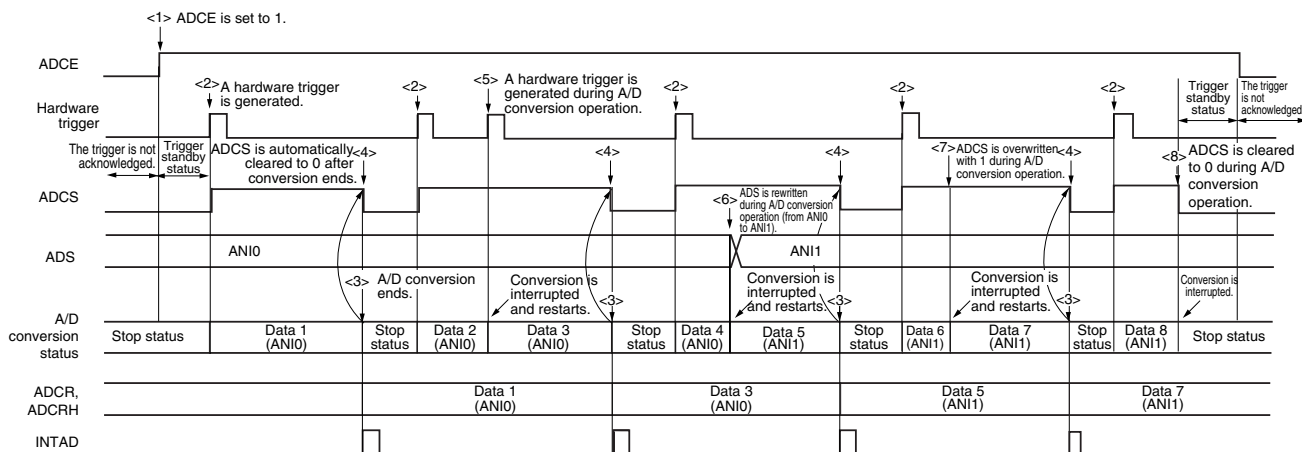 <1> ADCE is set to 1.
ADCE
<2> A hardware trigger
is generated.
<2>
<5> A hardware trigger is
generated during A/D
conversion operation.
<2>
<2>
<2>
Trigger
standby
status
The trigger
is not
acknowledged.
Hardware
trigger
The trigger is not
acknowledged.
Trigger
standby
status
ADCS is automatically
cleared to 0 after
conversion ends.
<4>
<4>
<4>
<7> ADCS is overwritten
with 1 during A/D
conversion operation.
<4>
<8> ADCS is cleared
to 0 during A/D
conversion
operation.
ADCS
<6> ADS is rewritten
during A/D conversion
operation (from ANI0
to ANI1).
ADS
ANI0
ANI1
<3> A/D conversion
ends.
Conversion is
interrupted
and restarts.
<3>
Conversion is
interrupted
and restarts.
<3>
Conversion is
interrupted
and restarts.
<3>
Conversion is
interrupted.
A/D
conversion
status
Stop status
Data 1
(ANI0)
Stop
status
Data 2
(ANI0)
Data 3
(ANI0)
Stop
status
Data 4
(ANI0)
Data 5
(ANI1)
Stop
status
Data 6
(ANI1)
Data 7
(ANI1)
Stop
status
Data 8
(ANI1)
Stop status
ADCR,
ADCRH
Data 1
(ANI0)
Data 3
(ANI0)
Data 5
(ANI1)
Data 7
(ANI1)
INTAD